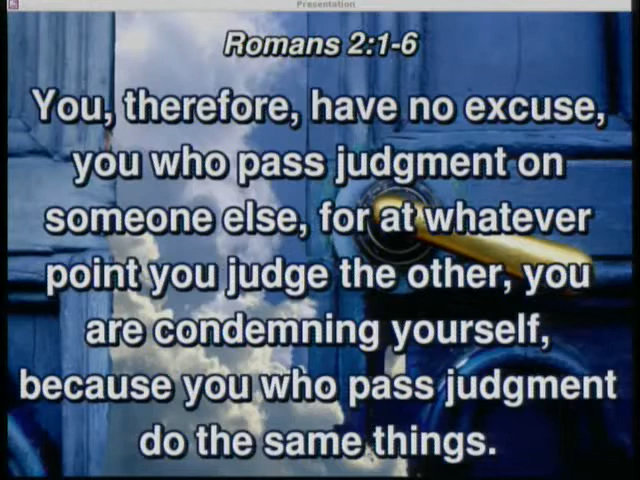 Presentation
Romans 2:1-6
You, therefore, have no excuse,
you who pass judgment on
someone else, for at whatever
point you judge the other, you
are condemning yourself,
because you who pass judgment
do the same things.